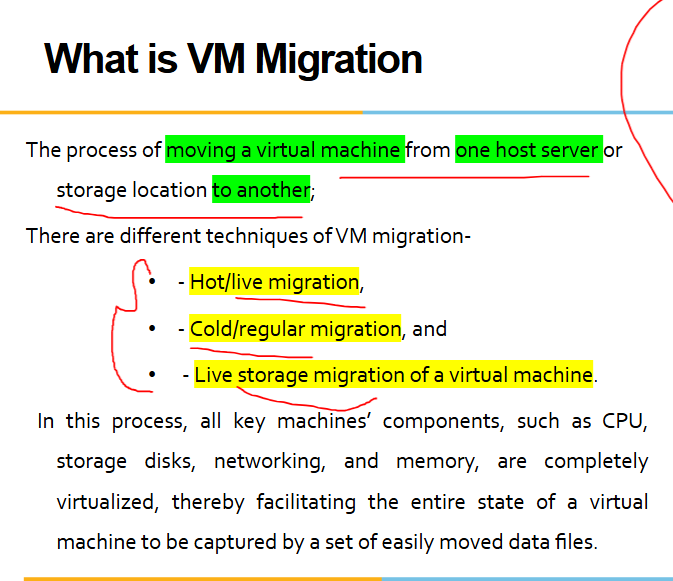 What is VM Migration
The process of moving a virtual machine from one host server or
storage location to another;
There are different techniques of VM migration-
• - Hot/live migration,
• - Cold/regular migration, and
• - Live storage migration of a virtual machine.
In this process, all key machines’ components, such as CPU,
storage disks, networking, and memory, are completely
virtualized, thereby facilitating the entire state of a virtual
machine to be captured by a set of easily moved data files.